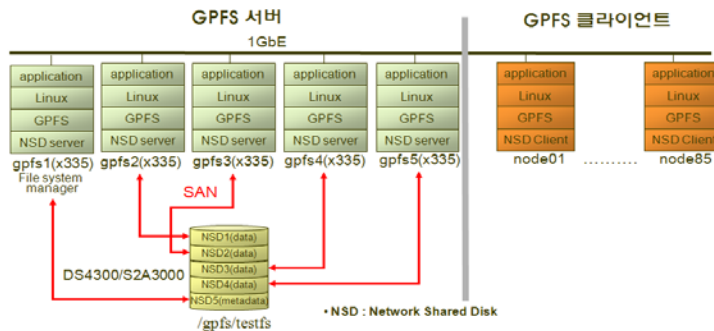 GPFS 서버
GPFS 클라이언트
1GbE
application
Linux
GPFS
NSD server
gpfs1(x335)
File system
manager
application
Linux
GPFS
NSD server
gpfs2(x335)
application
Linux
GPFS
NSD server
gpfs3(x335)
application
Linux
GPFS
NSD server
gpfs4(x335)
application
Linux
GPFS
NSD server
gpfs5(x335)
application
Linux
GPFS
NSD Client
node01
............
application
Linux
GPFS
NSD Client
node85
SAN
DS4300/S2A3000
NSD1(data)
NSD2(data)
NSD3(data)
NSD4(data)
NSD5(metadata)
/gpfs/testfs
• NSD : Network Shared Disk